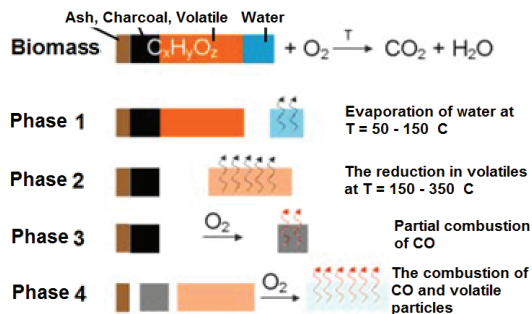 Ash, Charcoal, Volatile Water
Biomass CxHyOz + O2 T CO2 + H2O
Phase 1 Evaporation of water at
T = 50 - 150 C
Phase 2 The reduction in volatiles
at T = 150 - 350 C
Phase 3 O2 Partial combustion
of CO
Phase 4 O2 The combustion of
CO and volatile
particles